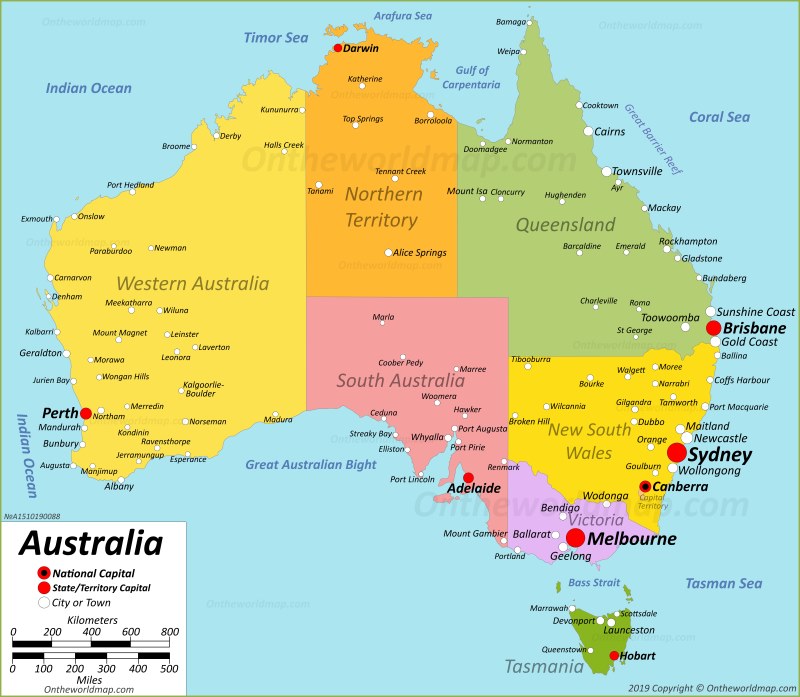 Arafura Sea
Timor Sea
Bamaga
Darwin
Weipa
Indian Ocean
Katherine
Gulf of
Carpentaria
Kununurra
Top Springs
Borroloola
Cooktown
Great Barrier Reef
Coral Sea
Derby
Cairns
Broome
Halls Creek
Doomadgee
Normanton
Ontheworldmap.com
Port Hedland
Tanami
Tennant Creek
Mount Isa
Cloncurry
Hughenden
Townsville
Ayr
Northern
Territory
Mackay
Exmouth
Onslow
Queensland
Paraburdoo
Newman
Alice Springs
Barcaldine
Emerald
Rockhampton
Gladstone
Ontheworldmap.com
Carnarvon
Western Australia
Bundaberg
Denham
Meekatharra
Wiluna
Charleville
Roma
Sunshine Coast
Marla
Toowoomba
Kalbarri
Mount Magnet
Leinster
St George
Brisbane
Gold Coast
Laverton
Leonora
Geraldton
Morawa
Coober Pedy
Marree
Tibooburra
Ballina
Walgett
Moree
Jurien Bay
Wongan Hills
South Australia
Bourke
Narrabri
Coffs Harbour
Kalgoorlie-
Boulder
Woomera
Gilgandra
Tamworth
Perth
Northam
Merredin
Ceduna
Hawker
Wilcannia
Port Macquarie
Madura
Norseman
Broken Hill
Dubbo
Mandurah
Kondinin
Streaky Bay
Port Augusta
New South
Wales
Maitland
Newcastle
Bunbury
Ravensthorpe
Whyalla
Port Pirie
Orange
Indian Ocean
Elliston
Sydney
Jerramungup
Esperance
Augusta
Manjimup
Great Australian Bight
Renmark
Goulburn
Wollongong
Albany
Port Lincoln
Adelaide
Canberra
Capital
Territory
Wodonga
Ontheworldmap.com
Bendigo
Victoria
№A1510190088
Mount Gambier
Ballarat
Melbourne
Portland
Geelong
Australia
National Capital
State/Territory Capital
City or Town
Kilometers
0 200 400 600 800
0 100 200 300 400 500
Miles
Ontheworldmap.com
Bass Strait
Tasman Sea
Ontheworldmap.com
Marrawah
Scottsdale
Devonport
Launceston
Queenstown
Hobart
Tasmania
2019 Copyright © Ontheworldmap.com